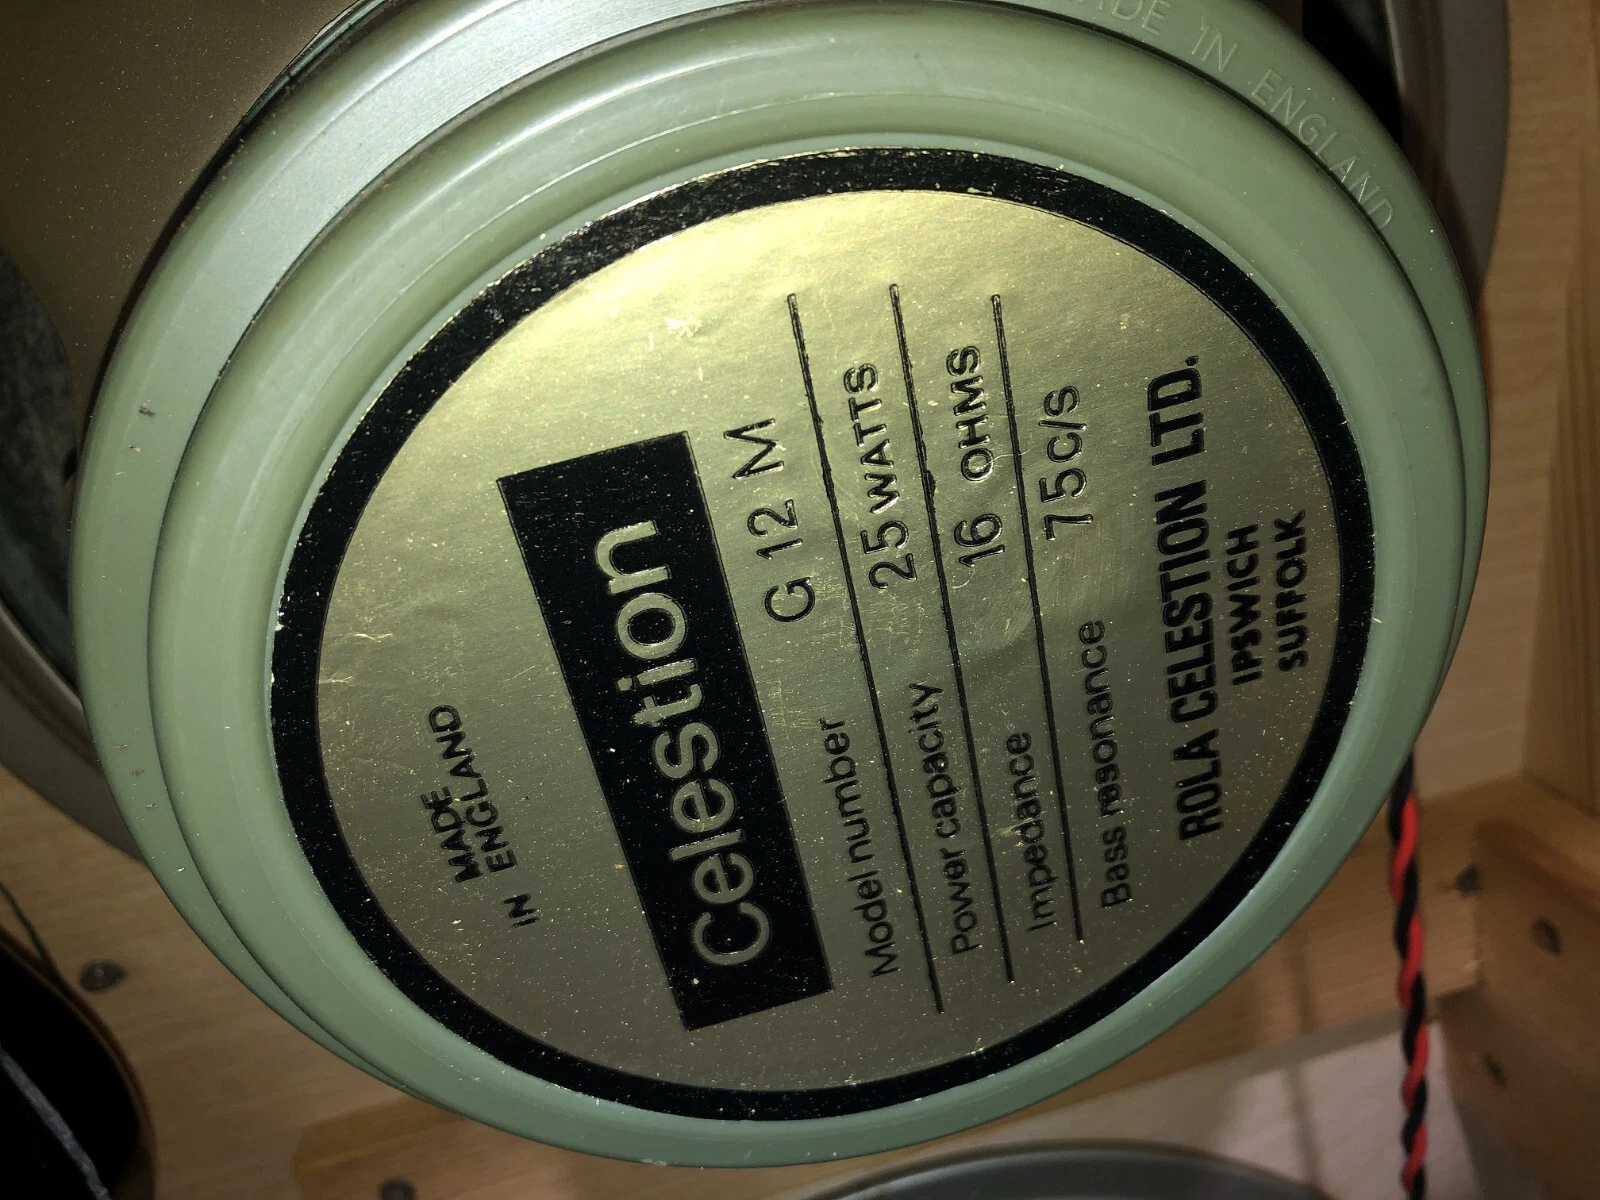 MADE IN ENGLAND
MADE
IN ENGLAND
Celestion
G 12 M
Model number
25 WATTS
Power capacity
16 OHMS
Impedance
75C/S
Bass resonance
ROLA CELESTION LTD.
IPSWICH
SUFFOLK